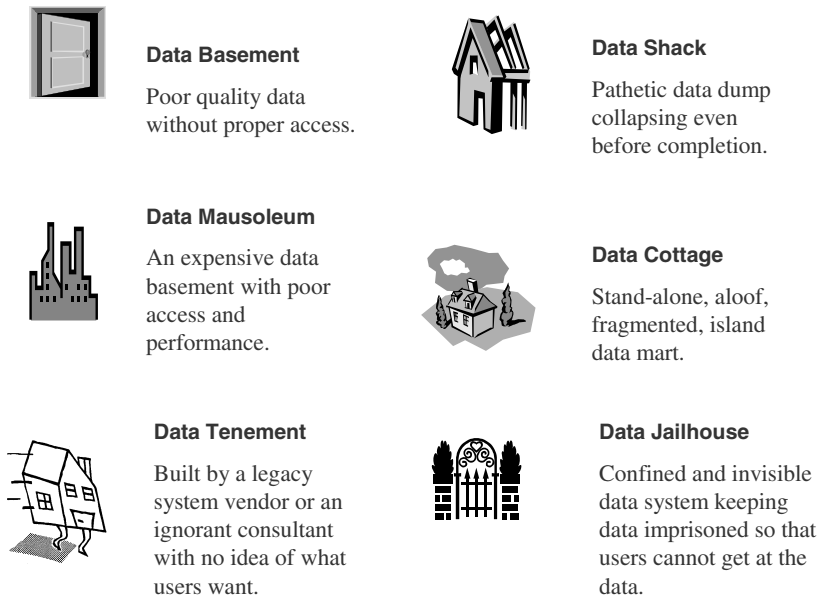 Data Basement
Poor quality data
without proper access.
Data Shack
Pathetic data dump
collapsing even
before completion.
Data Mausoleum
An expensive data
basement with poor
access and
performance.
Data Cottage
Stand-alone, aloof,
fragmented, island
data mart.
Data Tenement
Built by a legacy
system vendor or an
ignorant consultant
with no idea of what
users want.
Data Jailhouse
Confined and invisible
data system keeping
data imprisoned so that
users cannot get at the
data.